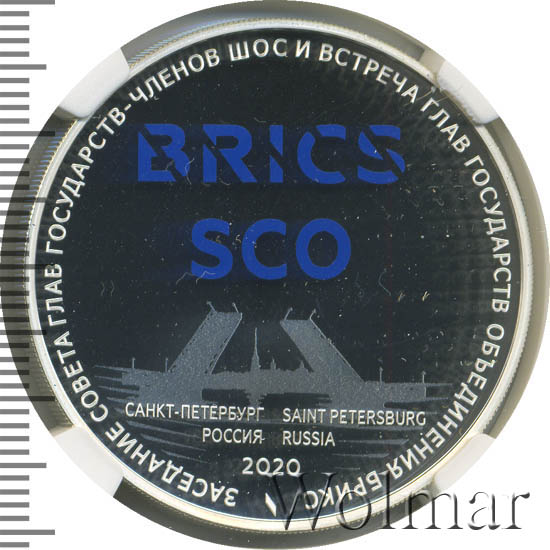 ЗАСЕДАНИЕ СОВЕТА ГЛАВ ГОСУДАРСТВ-ЧЛЕНОВ ШОС И ВСТРЕЧА ГЛАВ ГОСУДАРСТВ ОБЪЕДИНЕНИЯ БРИКС
BRICS
SCO
САНКТ-ПЕТЕРБУРГ SAINT PETERSBURG
РОССИЯ RUSSIA
2020
Wolmar